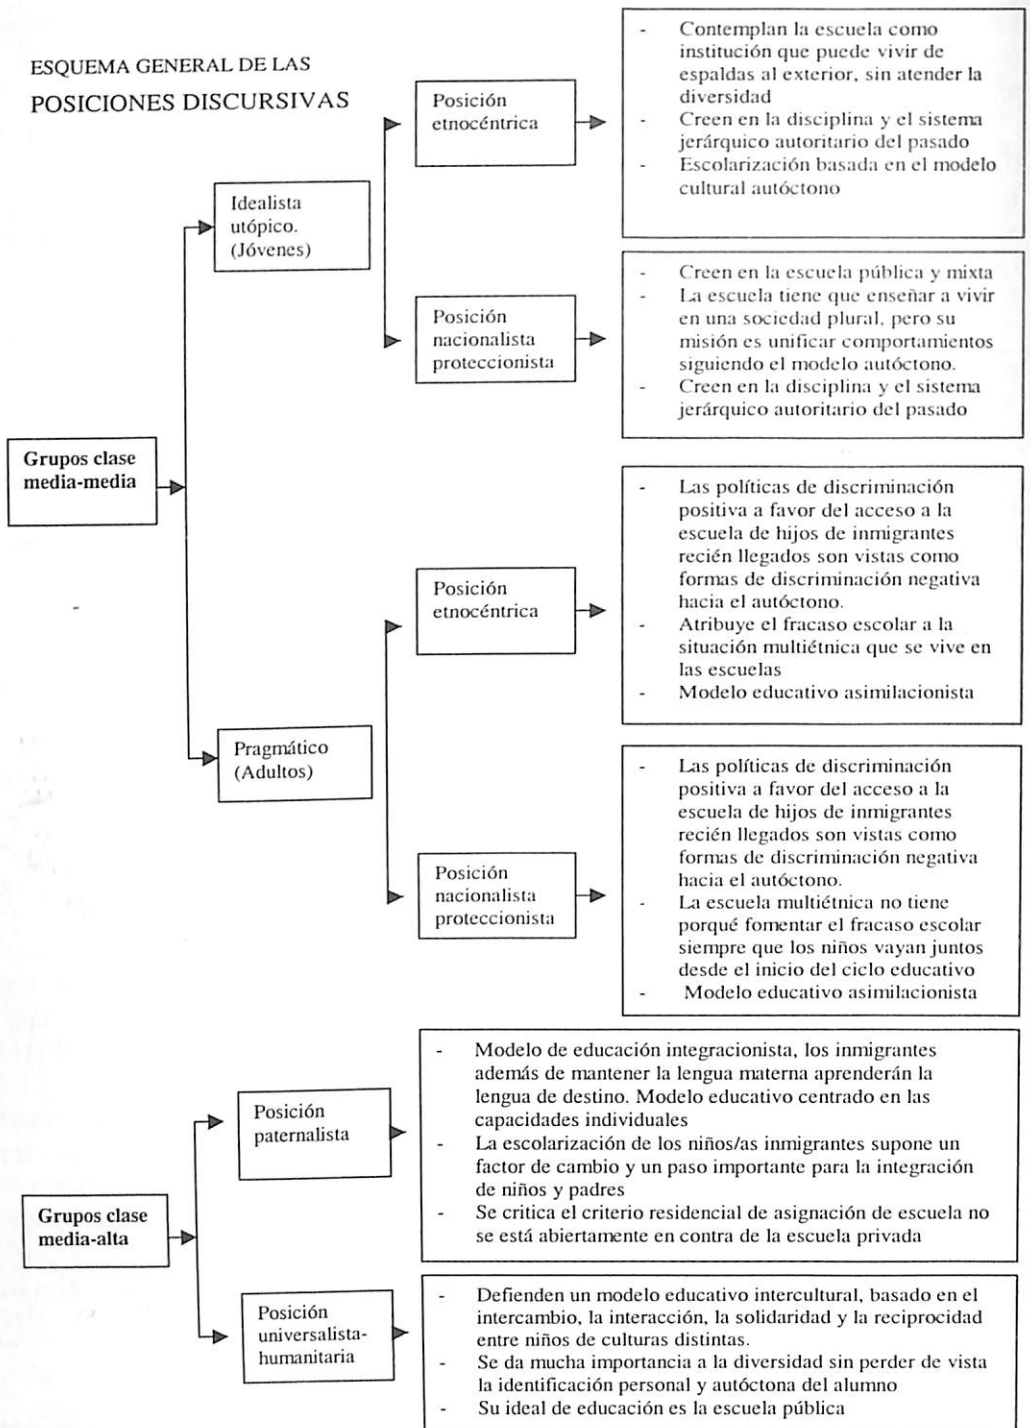 ESQUEMA GENERAL DE LAS
POSICIONES DISCURSIVAS
Grupos clase
media-media
Idealista
utópico.
(Jóvenes)
Posición
etnocéntrica
- Contemplan la escuela como
institución que puede vivir de
espaldas al exterior, sin atender la
diversidad
- Creen en la disciplina y el sistema
jerárquico autoritario del pasado
- Escolarización basada en el modelo
cultural autóctono
Posición
nacionalista
proteccionista
- Creen en la escuela pública y mixta
- La escuela tiene que enseñar a vivir
en una sociedad plural, pero su
misión es unificar comportamientos
siguiendo el modelo autóctono.
- Creen en la disciplina y el sistema
jerárquico autoritario del pasado
Pragmático
(Adultos)
Posición
etnocéntrica
- Las políticas de discriminación
positiva a favor del acceso a la
escuela de hijos de inmigrantes
recién llegados son vistas como
formas de discriminación negativa
hacia el autóctono.
- Atribuye el fracaso escolar a la
situación multiétnica que se vive en
las escuelas
- Modelo educativo asimilacionista
Posición
nacionalista
proteccionista
- Las políticas de discriminación
positiva a favor del acceso a la
escuela de hijos de inmigrantes
recién llegados son vistas como
formas de discriminación negativa
hacia el autóctono.
- La escuela multiétnica no tiene
porqué fomentar el fracaso escolar
siempre que los niños vayan juntos
desde el inicio del ciclo educativo
- Modelo educativo asimilacionista
Grupos clase
media-alta
Posición
paternalista
- Modelo de educación integracionista, los inmigrantes
además de mantener la lengua materna aprenderán la
lengua de destino. Modelo educativo centrado en las
capacidades individuales
- La escolarización de los niños/as inmigrantes supone un
factor de cambio y un paso importante para la integración
de niños y padres
- Se critica el criterio residencial de asignación de escuela no
se está abiertamente en contra de la escuela privada
Posición
universalista-
humanitaria
- Defienden un modelo educativo intercultural, basado en el
intercambio, la interacción, la solidaridad y la reciprocidad
entre niños de culturas distintas.
- Se da mucha importancia a la diversidad sin perder de vista
la identificación personal y autóctona del alumno
- Su ideal de educación es la escuela pública